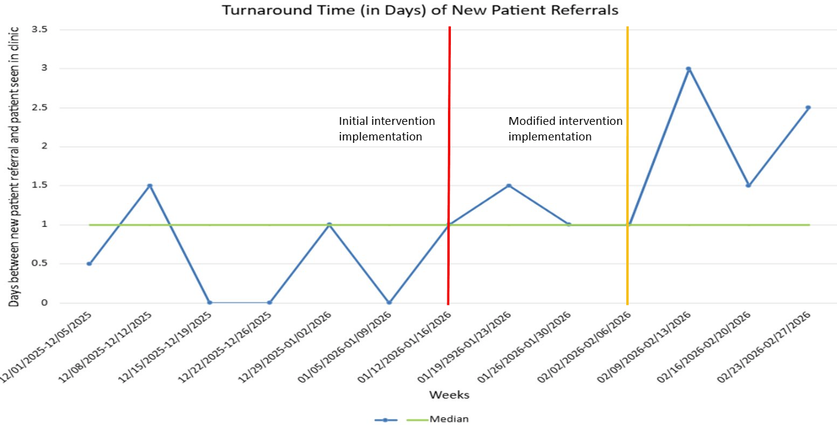 Turnaround Time (in Days) of New Patient Referrals
Days between new patient referral and patient seen in clinic
3.5
3
2.5
2
1.5
1
0.5
0
Initial intervention
implementation
Modified intervention
implementation
12/01/2025-12/05/2025
12/08/2025-12/12/2025
12/15/2025-12/19/2025
12/22/2025-12/26/2025
12/29/2025-01/02/2026
01/05/2026-01/09/2026
01/12/2026-01/16/2026
01/19/2926-01/23/2026
01/26/2026-01/30/2026
02/02/2026-02/06/2026
02/09/2026-02/13/2026
02/16/2026-02/20/2026
02/23/2026-02/27/2026
Weeks
Median